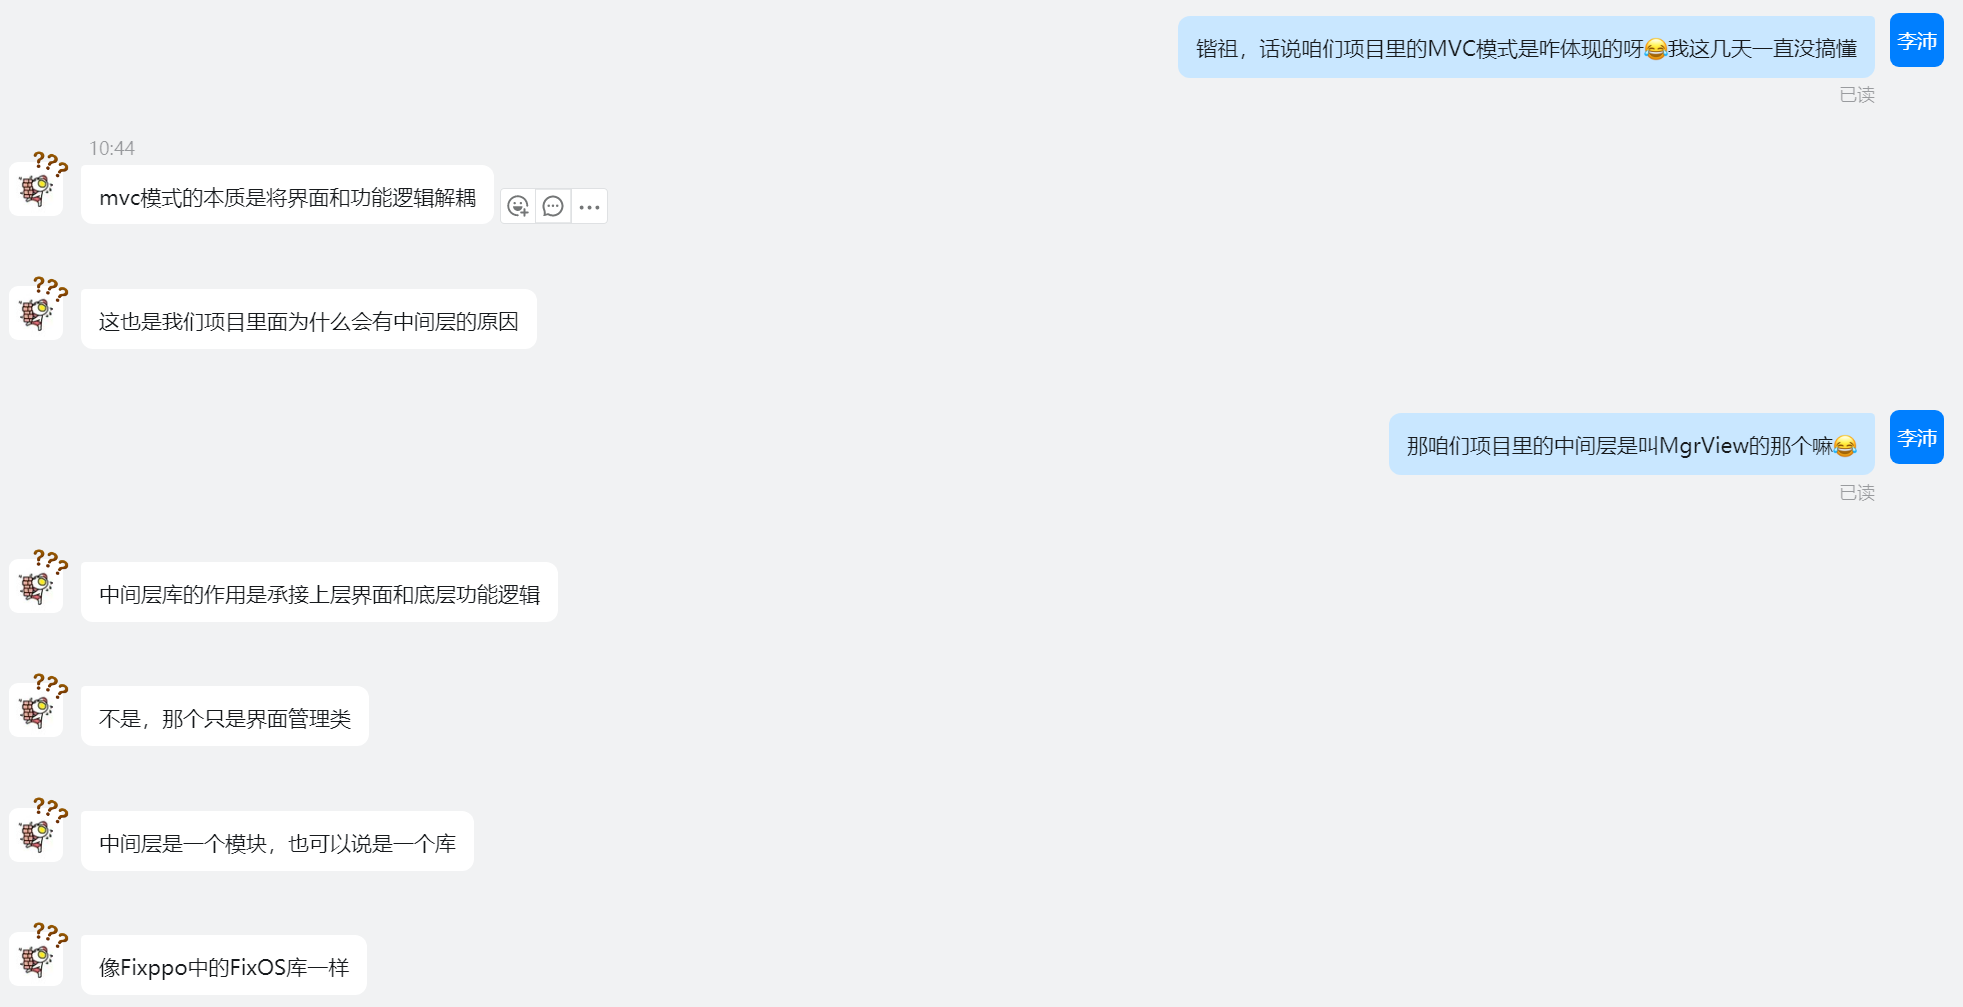 锴祖，话说咱们项目里的MVC模式是咋体现的呀😂我这几天一直没搞懂
李沛
已读
10:44
???
mvc模式的本质是将界面和功能逻辑解耦
???
这也是我们项目里面为什么会有中间层的原因
那咱们项目里的中间层是叫MgrView的那个嘛😂
李沛
已读
???
中间层库的作用是承接上层界面和底层功能逻辑
???
不是，那个只是界面管理类
???
中间层是一个模块，也可以说是一个库
???
像Fixppo中的FixOS库一样